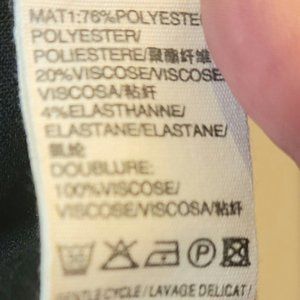 MAT1:76%POLYESTER/
POLYESTER/
POLIESTERE/聚酯纤维
20%VISCOSE/VISCOSE/
VISCOSA/粘纤
4%ELASTHANNE/
ELASTANE/ELASTANE/
氨纶
DOUBLURE:
100%VISCOSE/
VISCOSE/VISCOSA/粘纤
30 P
GENTLE CYCLE / LAVAGE DELICAT /